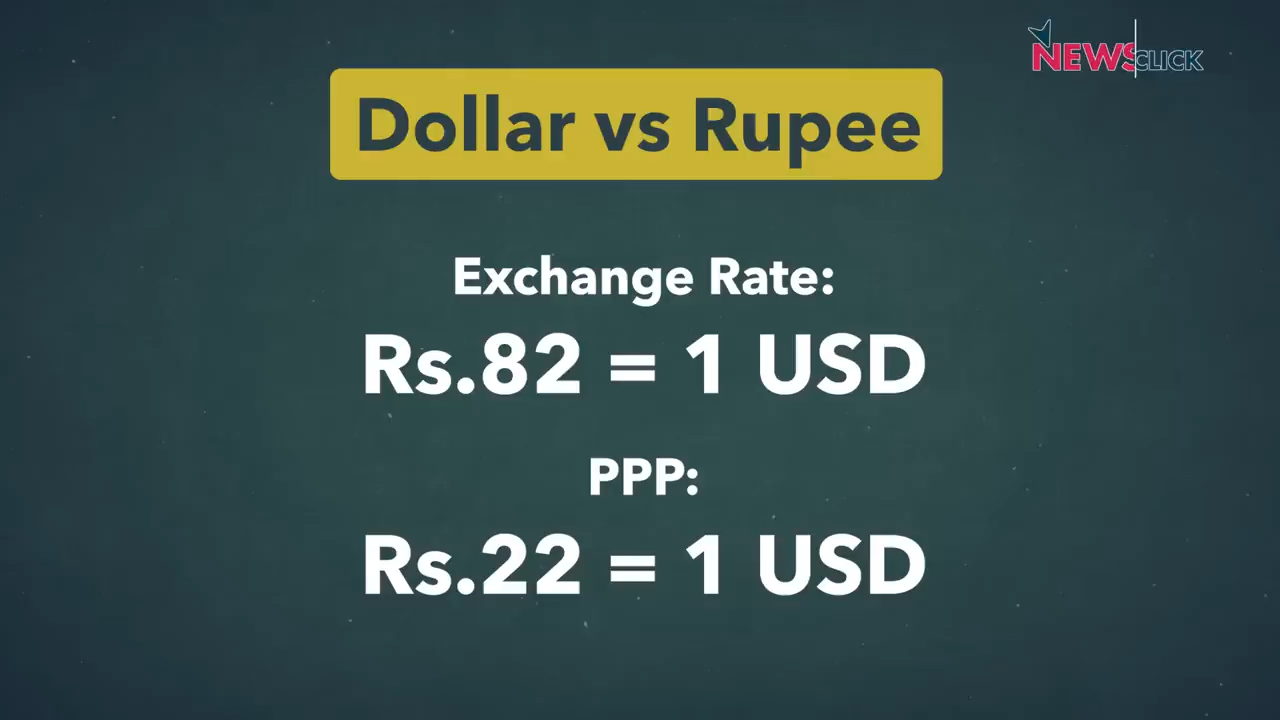 NEWSCLICK
Dollar vs Rupee
Exchange Rate:
Rs.82 = 1 USD
PPP:
Rs.22 = 1 USD